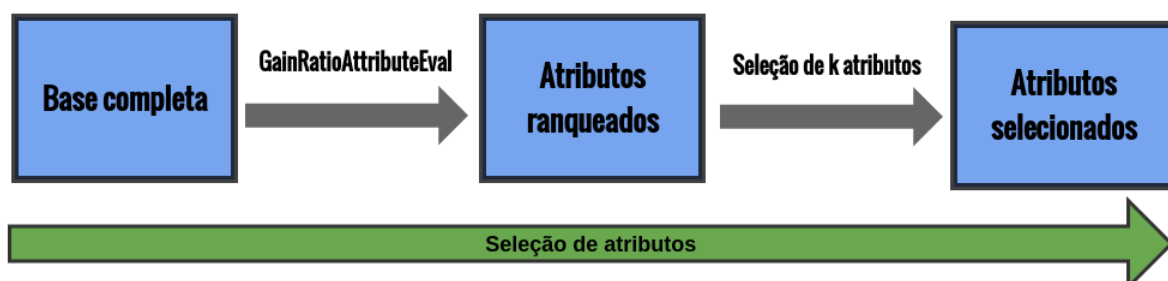 Base completa
GainRatioAttributeEval
Atributos
ranqueados
Seleção de k atributos
Atributos
selecionados
Seleção de atributos